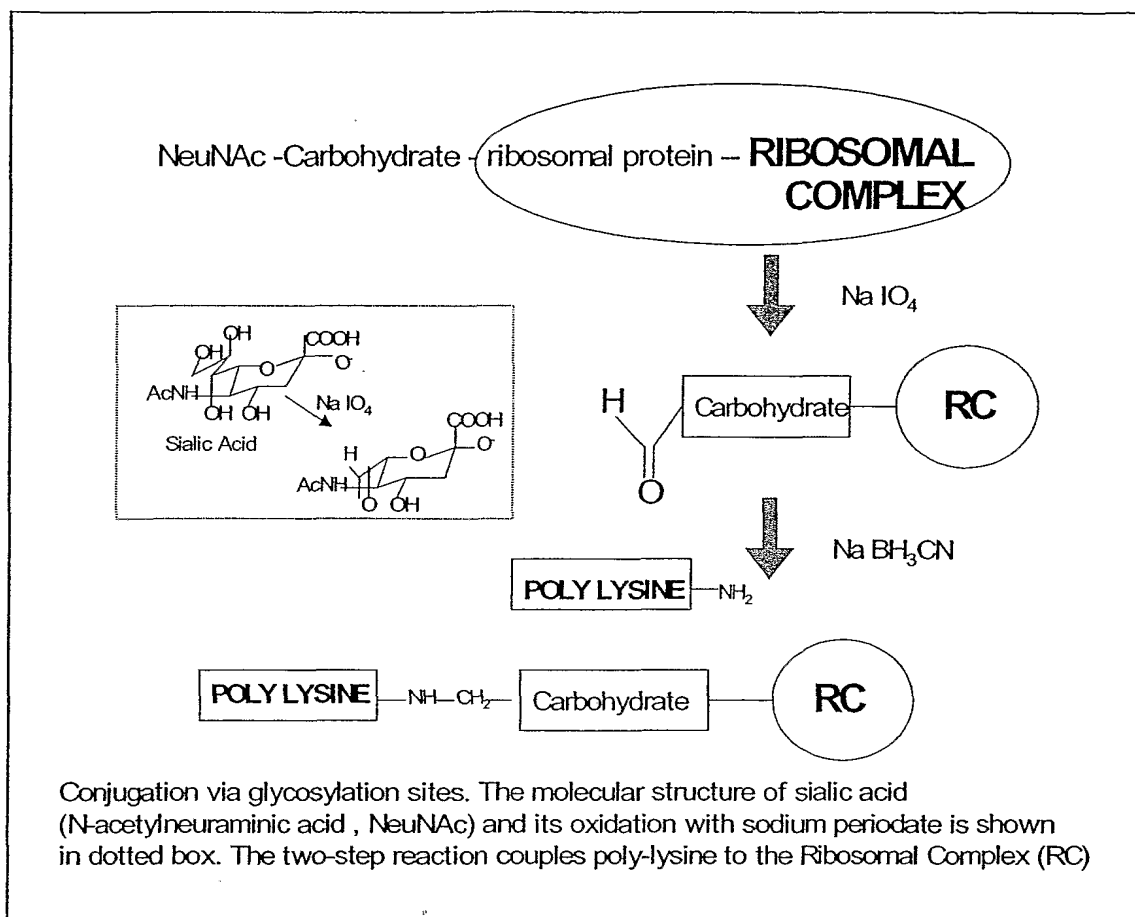 NeuNAc -Carbohydrate - ribosomal protein – RIBOSOMAL
COMPLEX
Na IO₄
OH
OH
COOH
O
O⁻
AcNH
OH
OH
Na IO₄
Sialic Acid
COOH
H
O
O⁻
AcNH
O
OH
H
O
Carbohydrate
RC
Na BH₃CN
POLY LYSINE
NH₂
POLY LYSINE
NH
CH₂
Carbohydrate
RC
Conjugation via glycosylation sites. The molecular structure of sialic acid
(N-acetylneuraminic acid , NeuNAc) and its oxidation with sodium periodate is shown
in dotted box. The two-step reaction couples poly-lysine to the Ribosomal Complex (RC)